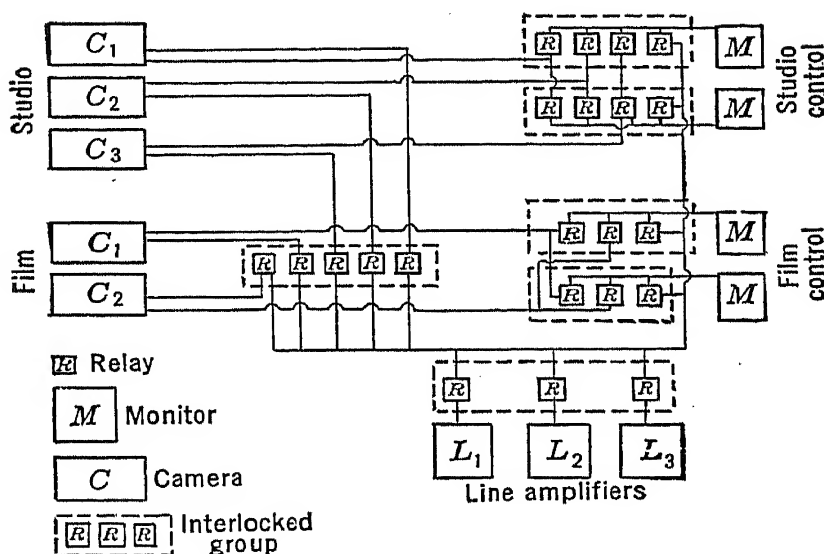 Studio
C1
C2
C3
R R R R
M
R R R R
M
Studio control
Film
C1
C2
R R R R R
R R R
M
R R R
M
Film control
R Relay
M Monitor
C Camera
R R R Interlocked group
R R R
L1 L2 L3
Line amplifiers